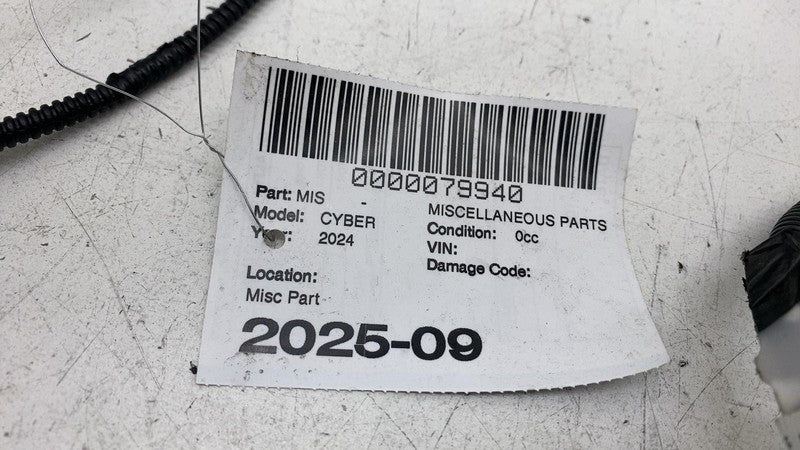 0000079940
Part: MIS - MISCELLANEOUS PARTS
Model: CYBER Condition: 0cc
2024 VIN:
Damage Code:
Location:
Misc Part
2025-09